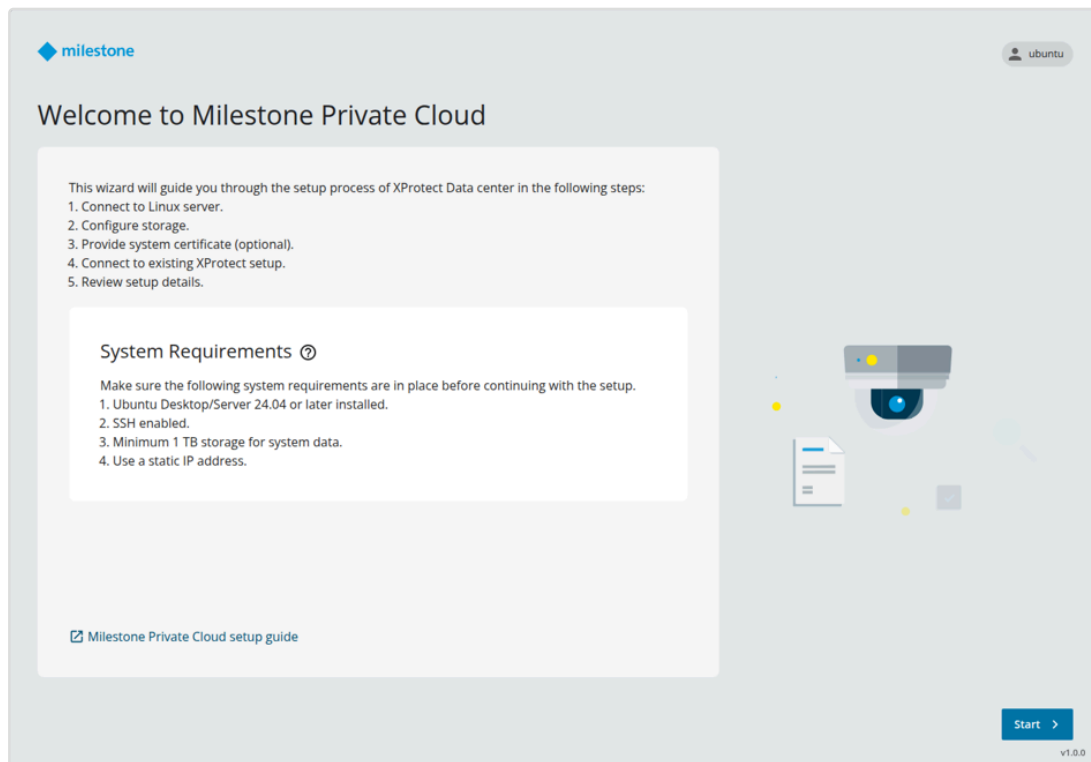 milestone
ubuntu
Welcome to Milestone Private Cloud
This wizard will guide you through the setup process of XProtect Data center in the following steps:
1. Connect to Linux server.
2. Configure storage.
3. Provide system certificate (optional).
4. Connect to existing XProtect setup.
5. Review setup details.
System Requirements
Make sure the following system requirements are in place before continuing with the setup.
1. Ubuntu Desktop/Server 24.04 or later installed.
2. SSH enabled.
3. Minimum 1 TB storage for system data.
4. Use a static IP address.
Milestone Private Cloud setup guide
Start
v1.0.0